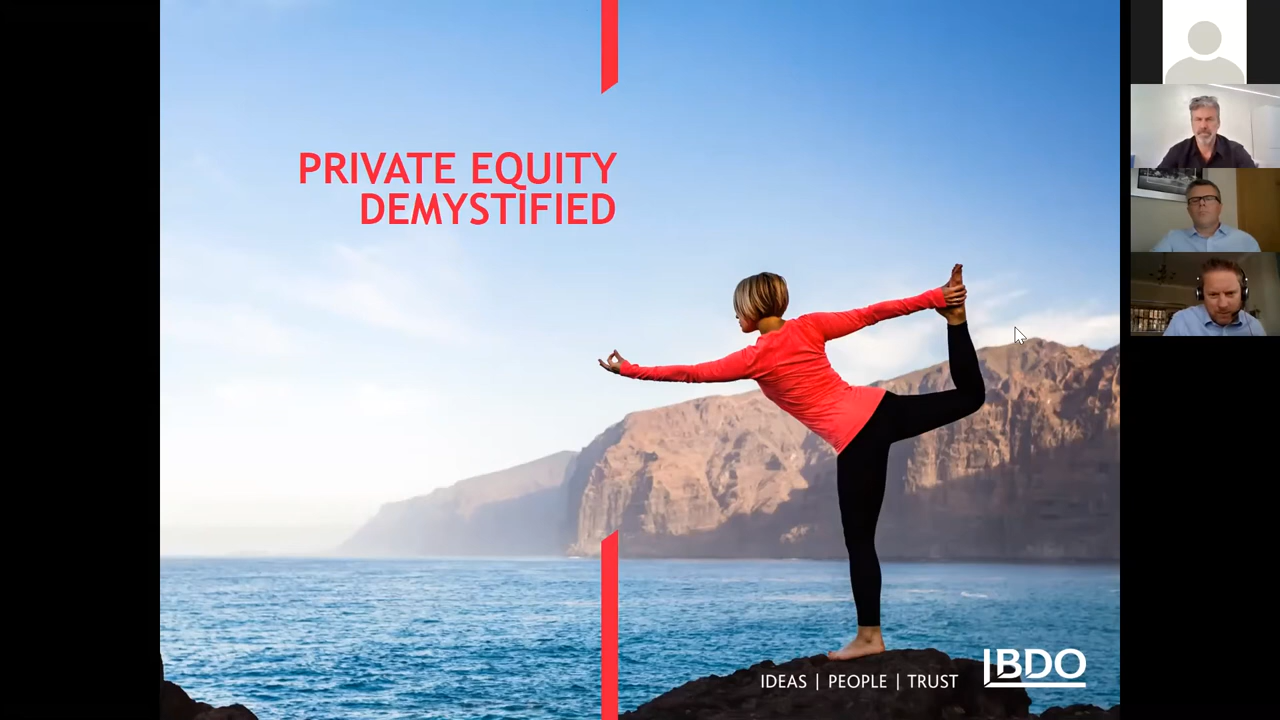 PRIVATE EQUITY
DEMYSTIFIED
IDEAS | PEOPLE | TRUST
BDO